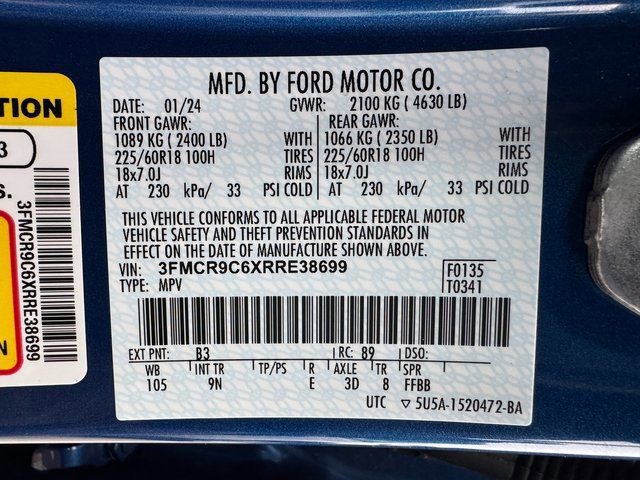 MFD. BY FORD MOTOR CO.
DATE: 01/24 GVWR: 2100 KG ( 4630 LB)
FRONT GAWR: REAR GAWR:
1089 KG ( 2400 LB) WITH 1066 KG ( 2350 LB) WITH
225/60R18 100H TIRES 225/60R18 100H TIRES
18x7.0J RIMS 18x7.0J RIMS
AT 230 kPa/ 33 PSI COLD AT 230 kPa/ 33 PSI COLD
THIS VEHICLE CONFORMS TO ALL APPLICABLE FEDERAL MOTOR
VEHICLE SAFETY AND THEFT PREVENTION STANDARDS IN
EFFECT ON THE DATE OF MANUFACTURE SHOWN ABOVE.
VIN: 3FMCR9C6XRRE38699 F0135
TYPE: MPV T0341
EXT PNT: B3 RC: 89 DSO:
WB INT TR TP/PS R AXLE TR SPR
105 9N E 3D 8 FFBB
UTC ▽ 5U5A-1520472-BA
TION
3
S.
N
3FMCR9C6XRRE38699